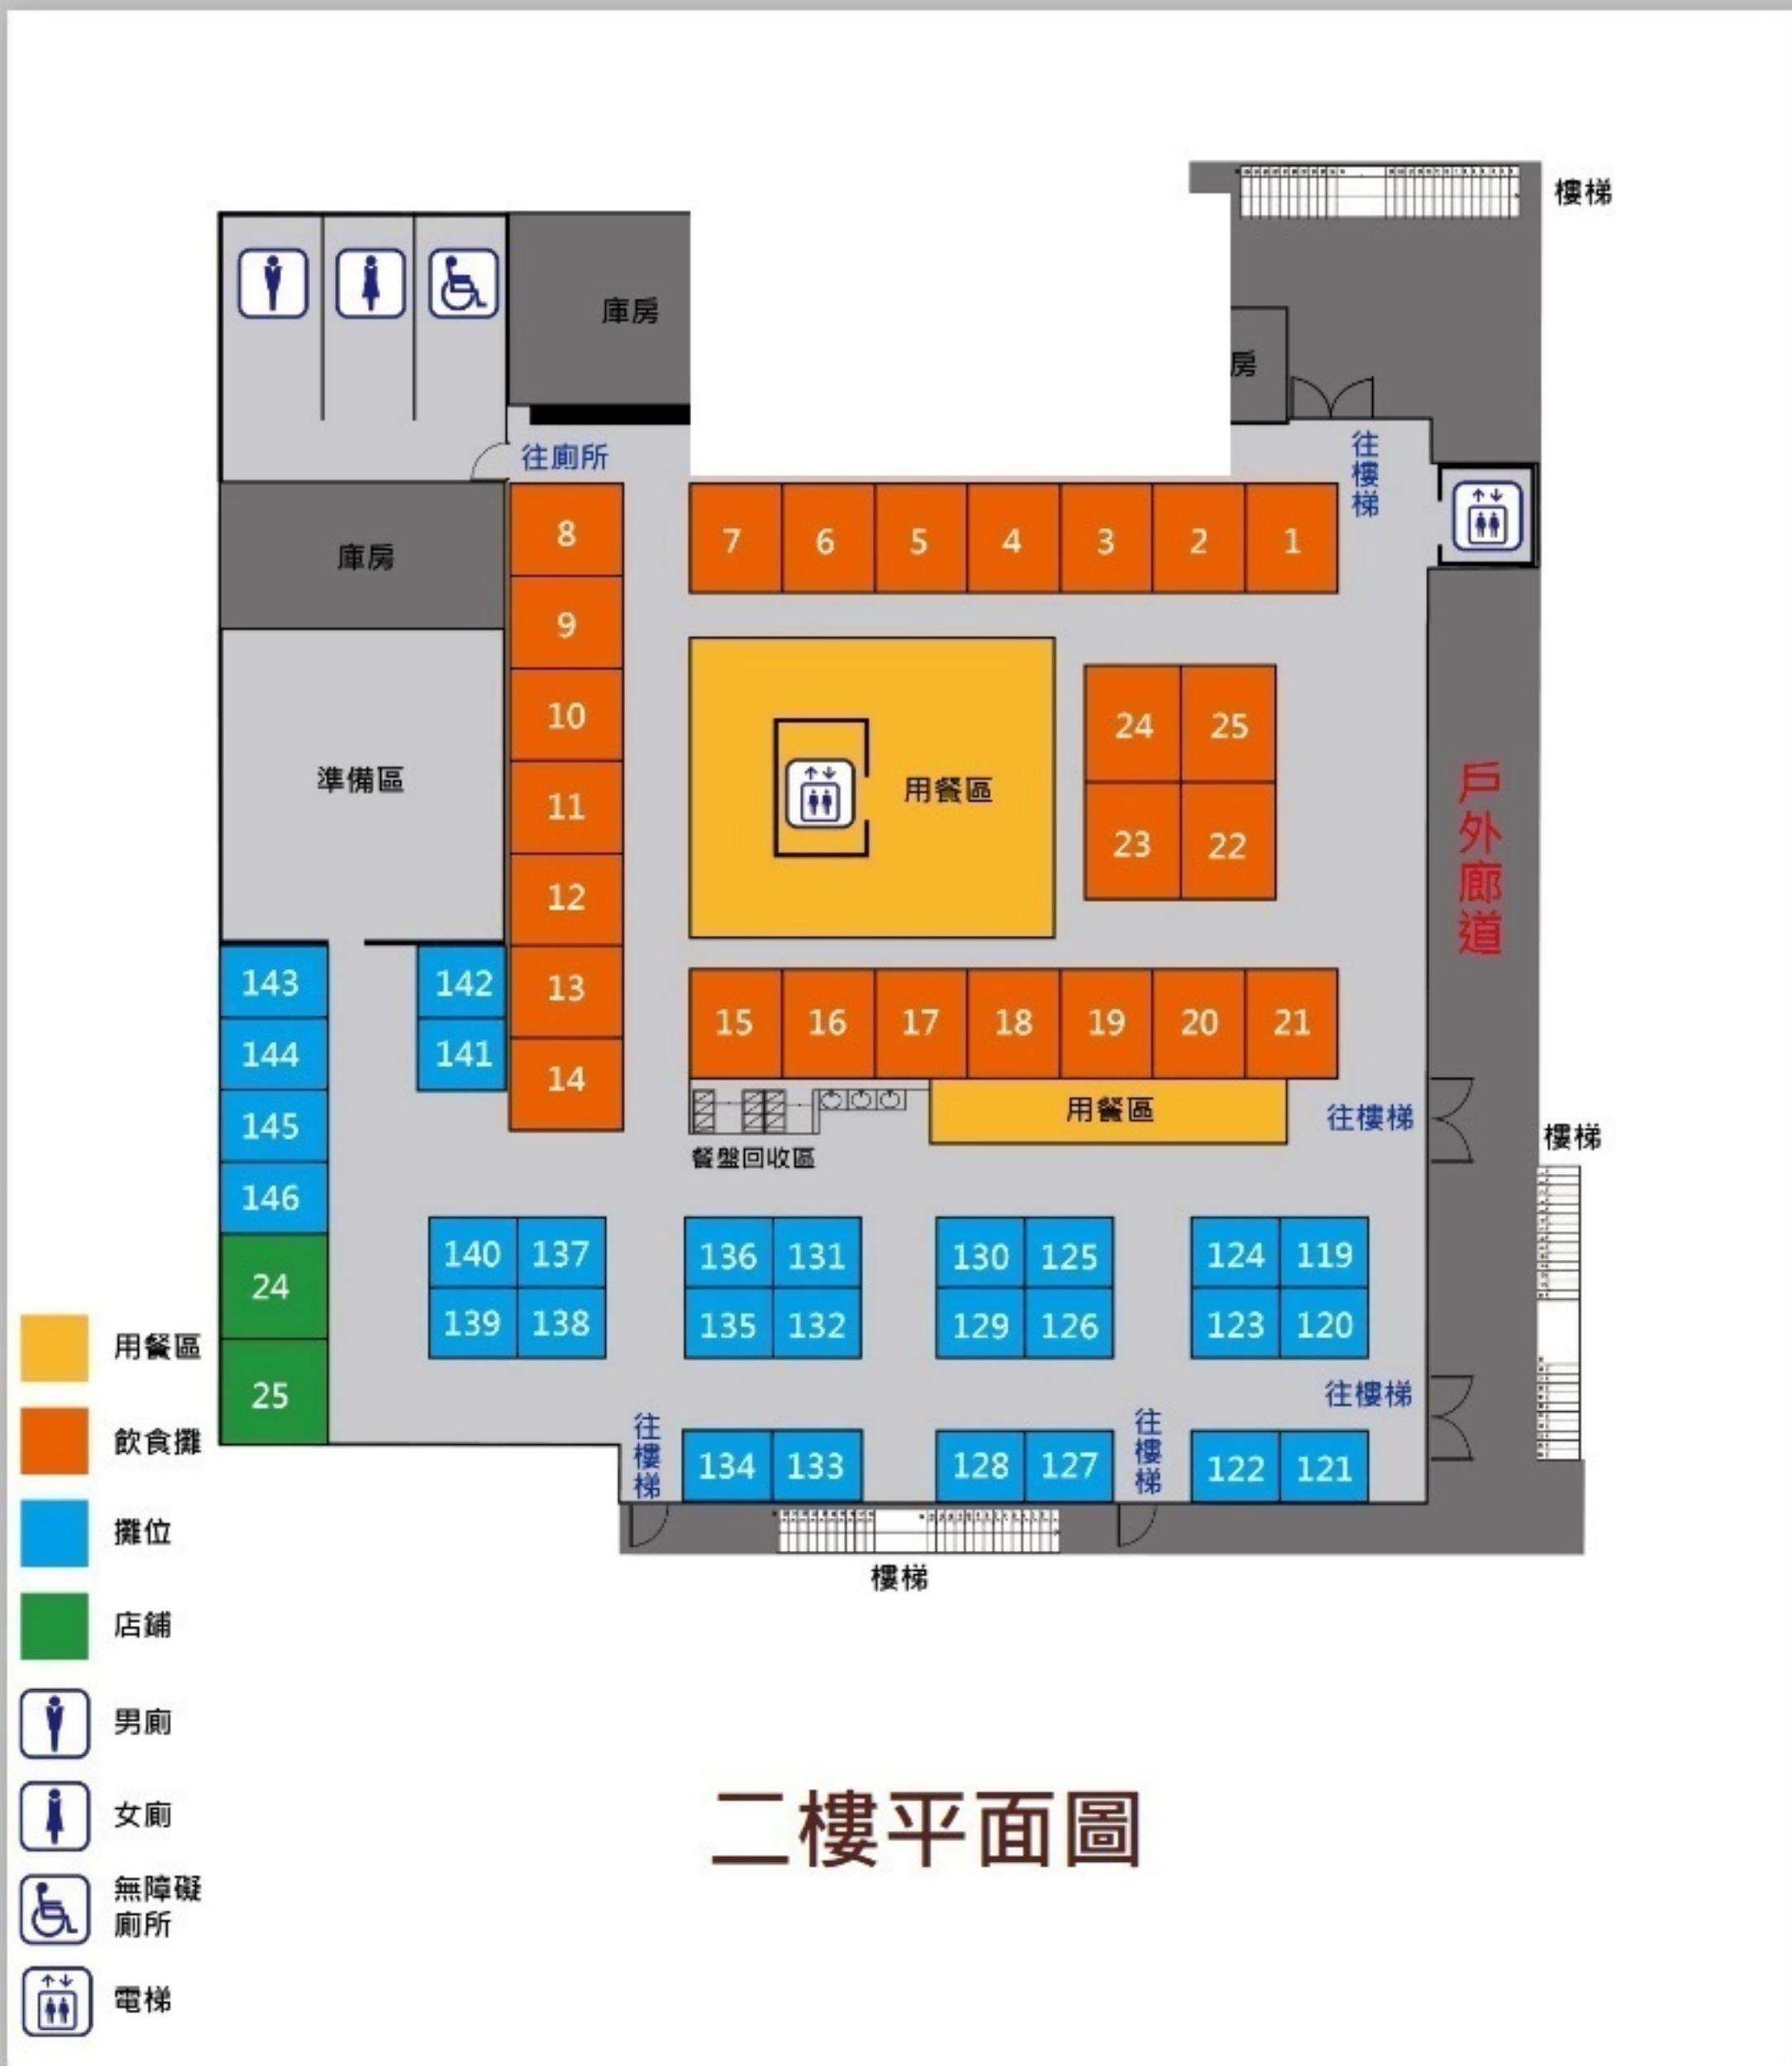 樓梯
庫房
房
往廁所
往樓梯
8
7
6
5
4
3
2
1
庫房
9
10
24
25
準備區
11
用餐區
23
22
戶外廊道
12
143
142
13
15
16
17
18
19
20
21
144
141
14
用餐區
往樓梯
145
餐盤回收區
樓梯
146
140
137
136
131
130
125
124
119
24
139
138
135
132
129
126
123
120
25
往樓梯
往樓梯
往樓梯
134
133
128
127
122
121
樓梯
用餐區
飲食攤
攤位
店鋪
男廁
女廁
無障礙
廁所
電梯
二樓平面圖